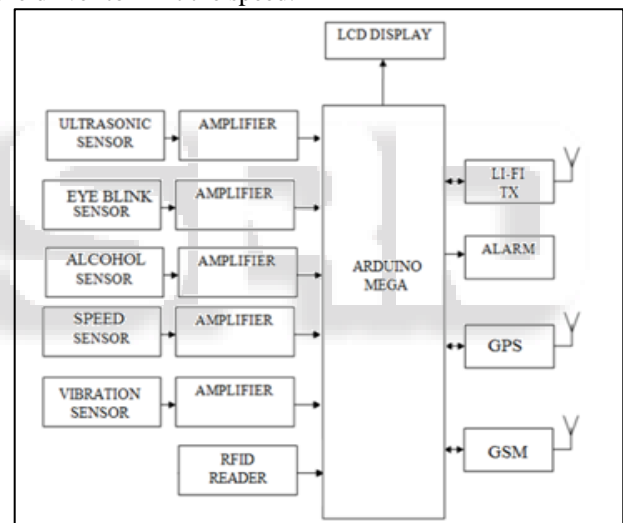 LCD DISPLAY
ULTRASONIC
SENSOR
AMPLIFIER
EYE BLINK
SENSOR
AMPLIFIER
ALCOHOL
SENSOR
AMPLIFIER
SPEED
SENSOR
AMPLIFIER
VIBRATION
SENSOR
AMPLIFIER
RFID
READER
ARDUINO
MEGA
LI-FI
TX
ALARM
GPS
GSM